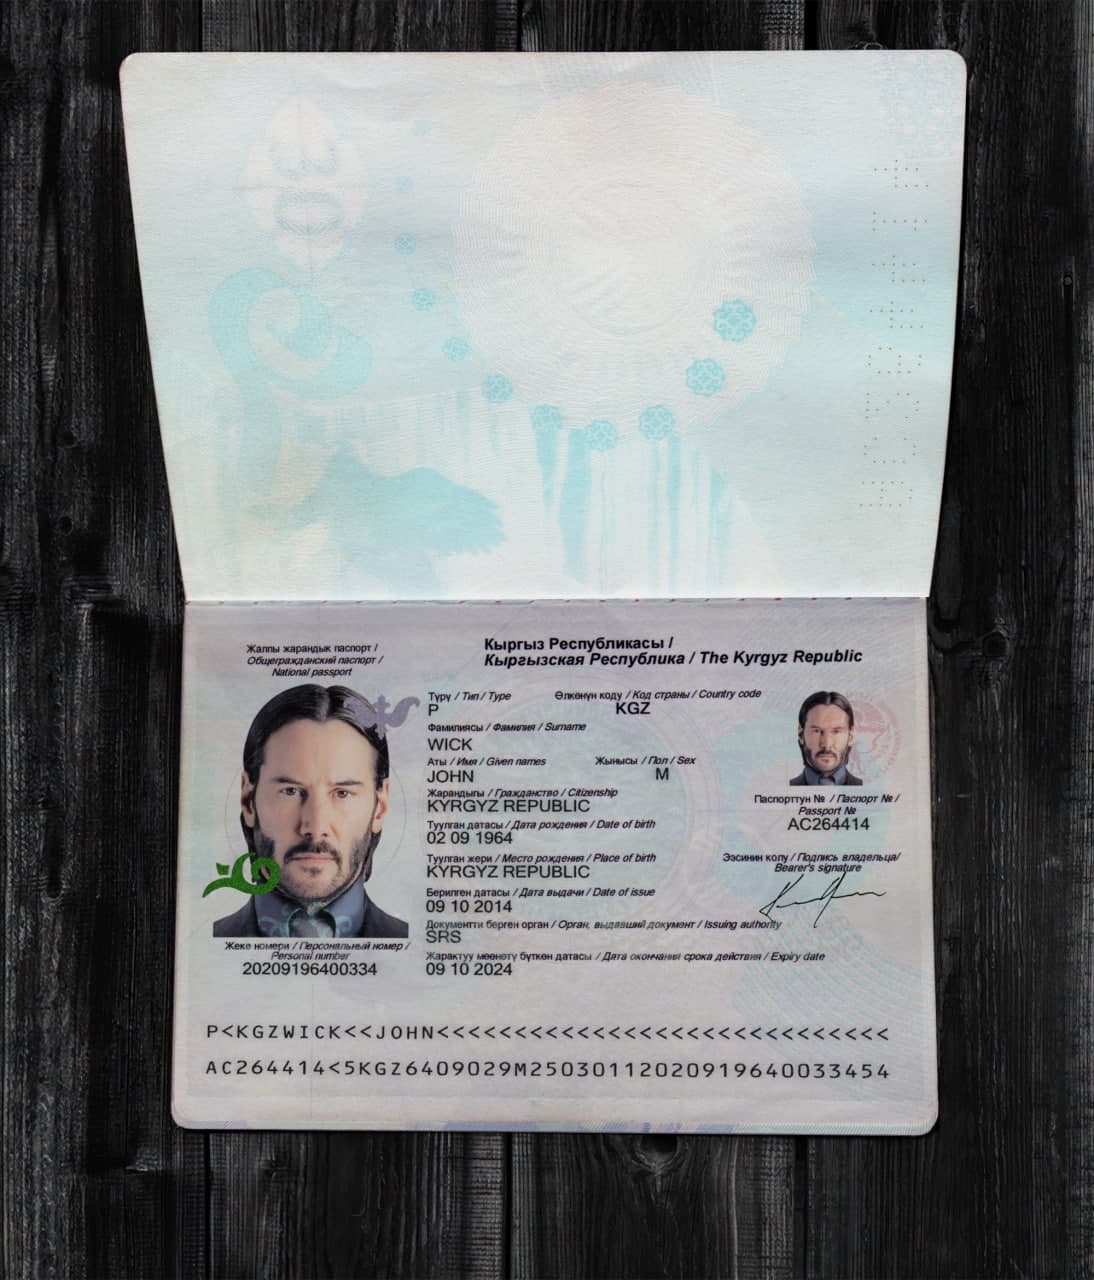 Жалпы жарандык паспорт /
Общегражданский паспорт /
National passport
Кыргыз Республикасы /
Кыргызская Республика / The Kyrgyz Republic
Түрү / Тип / Type
Өлкөнүн коду / Код страны / Country code
P
KGZ
Фамилиясы / Фамилия / Surname
WICK
Аты / Имя / Given names
Жынысы / Пол / Sex
JOHN
M
Жарандыгы / Гражданство / Citizenship
KYRGYZ REPUBLIC
Паспорттун № / Паспорт № /
Passport №
AC264414
Туулган датасы / Дата рождения / Date of birth
02 09 1964
Туулган жери / Место рождения / Place of birth
KYRGYZ REPUBLIC
Ээсинин колу / Подпись владельца/
Bearer's signature
Берилген датасы / Дата выдачи / Date of issue
09 10 2014
Документти берген орган / Орган, выдавший документ / Issuing authority
SRS
Жеке номери / Персональный номер /
Personal number
20209196400334
Жарактуу мөөнөтү бүткөн датасы / Дата окончания срока действия / Expiry date
09 10 2024
P<KGZWICK<<JOHN<<<<<<<<<<<<<<<<<<<<<<<<<<<<<
AC264414<5KGZ6409029M25030112020919640033454